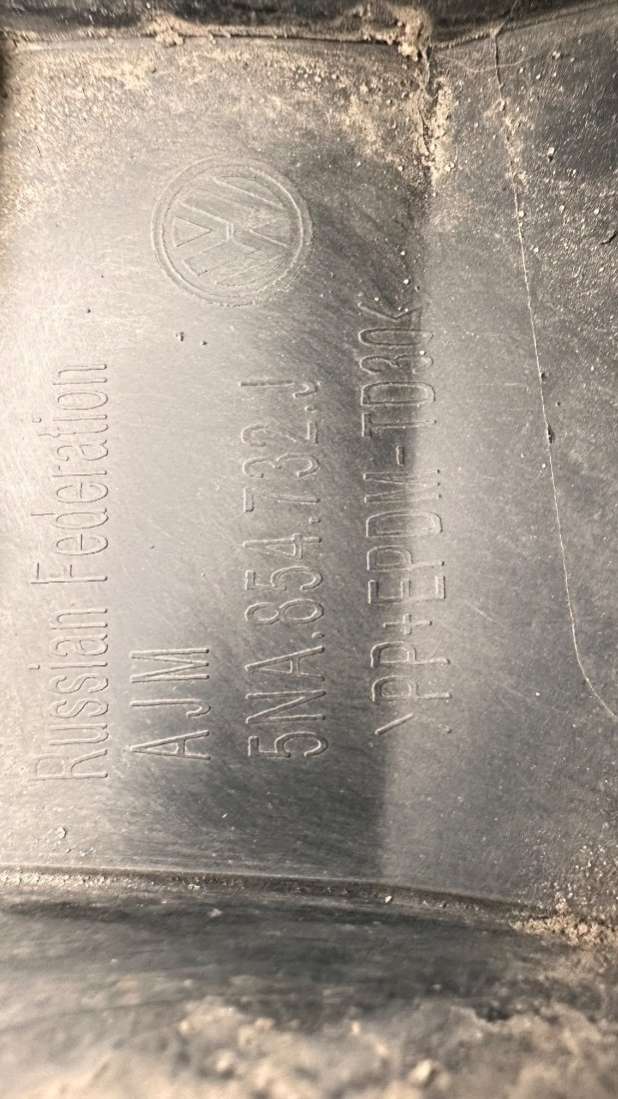 Russian Federation
AJM
5NA.854.732.J
>PP+EPDM-TD30<